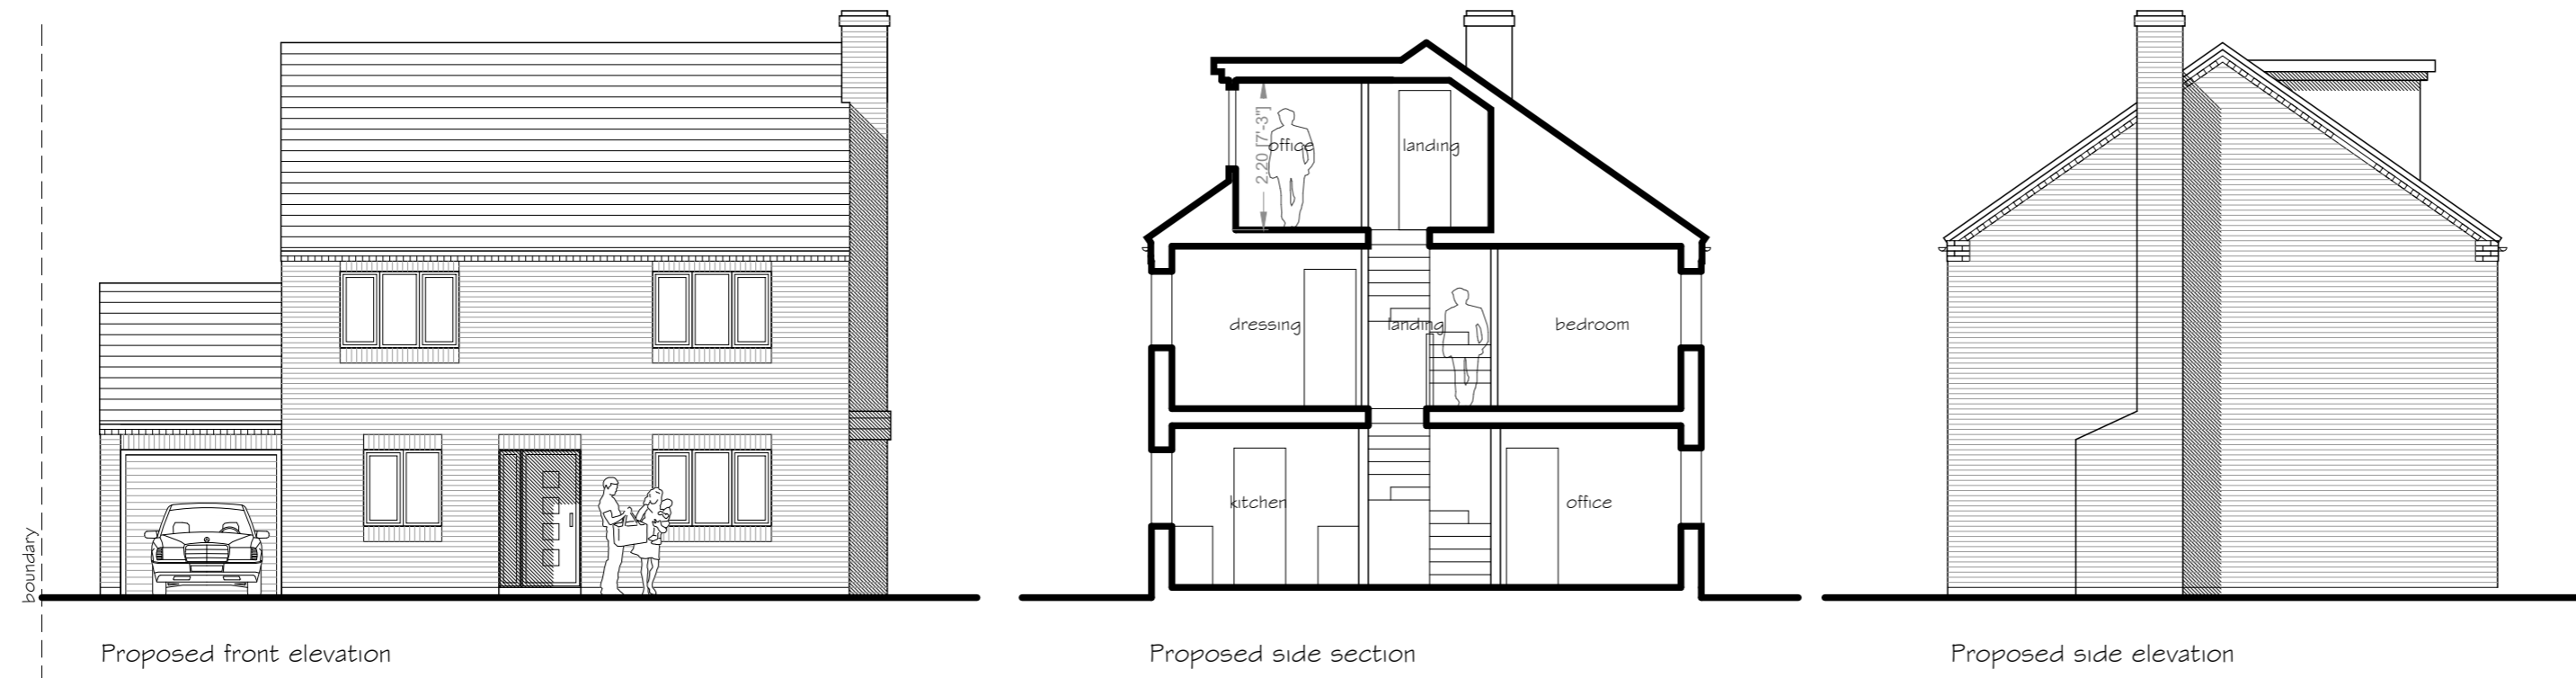 2.20 [7'-3"]
office
landing
dressing
landing
bedroom
kitchen
office
boundary
Proposed front elevation
Proposed side section
Proposed side elevation